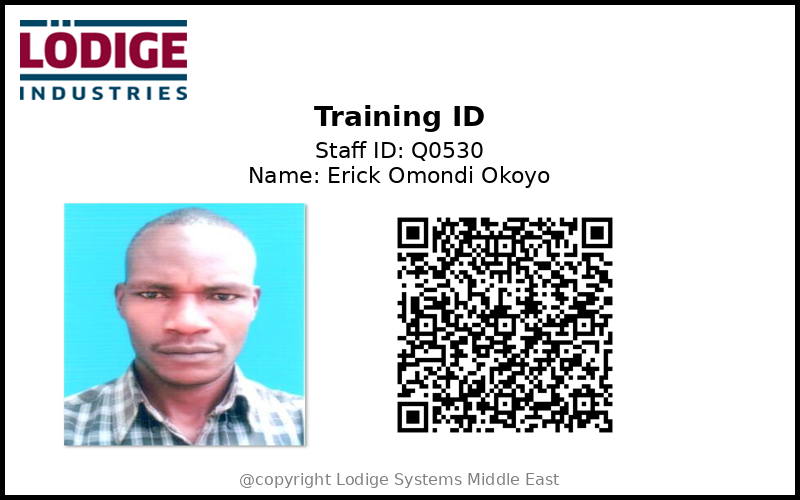 LÖDIGE
INDUSTRIES
Training ID
Staff ID: Q0530
Name: Erick Omondi Okoyo
@copyright Lodige Systems Middle East